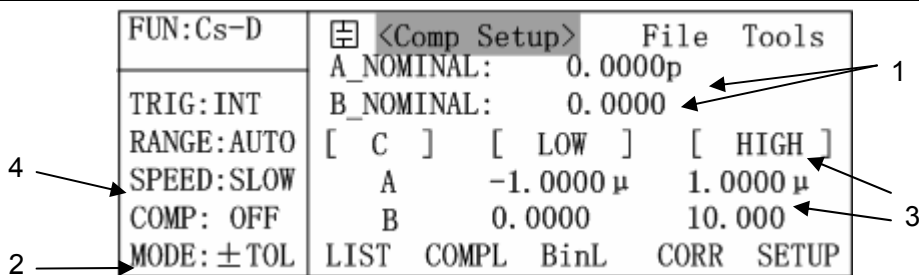 FUN:Cs-D
TRIG:INT
RANGE:AUTO
SPEED:SLOW
COMP: OFF
MODE:±TOL
<Comp Setup> File Tools
A_NOMINAL: 0.0000p
B_NOMINAL: 0.0000
[ C ] [ LOW ] [ HIGH ]
A -1.0000μ 1.0000μ
B 0.0000 10.000
LIST COMPL BinL CORR SETUP
1
3
4
2